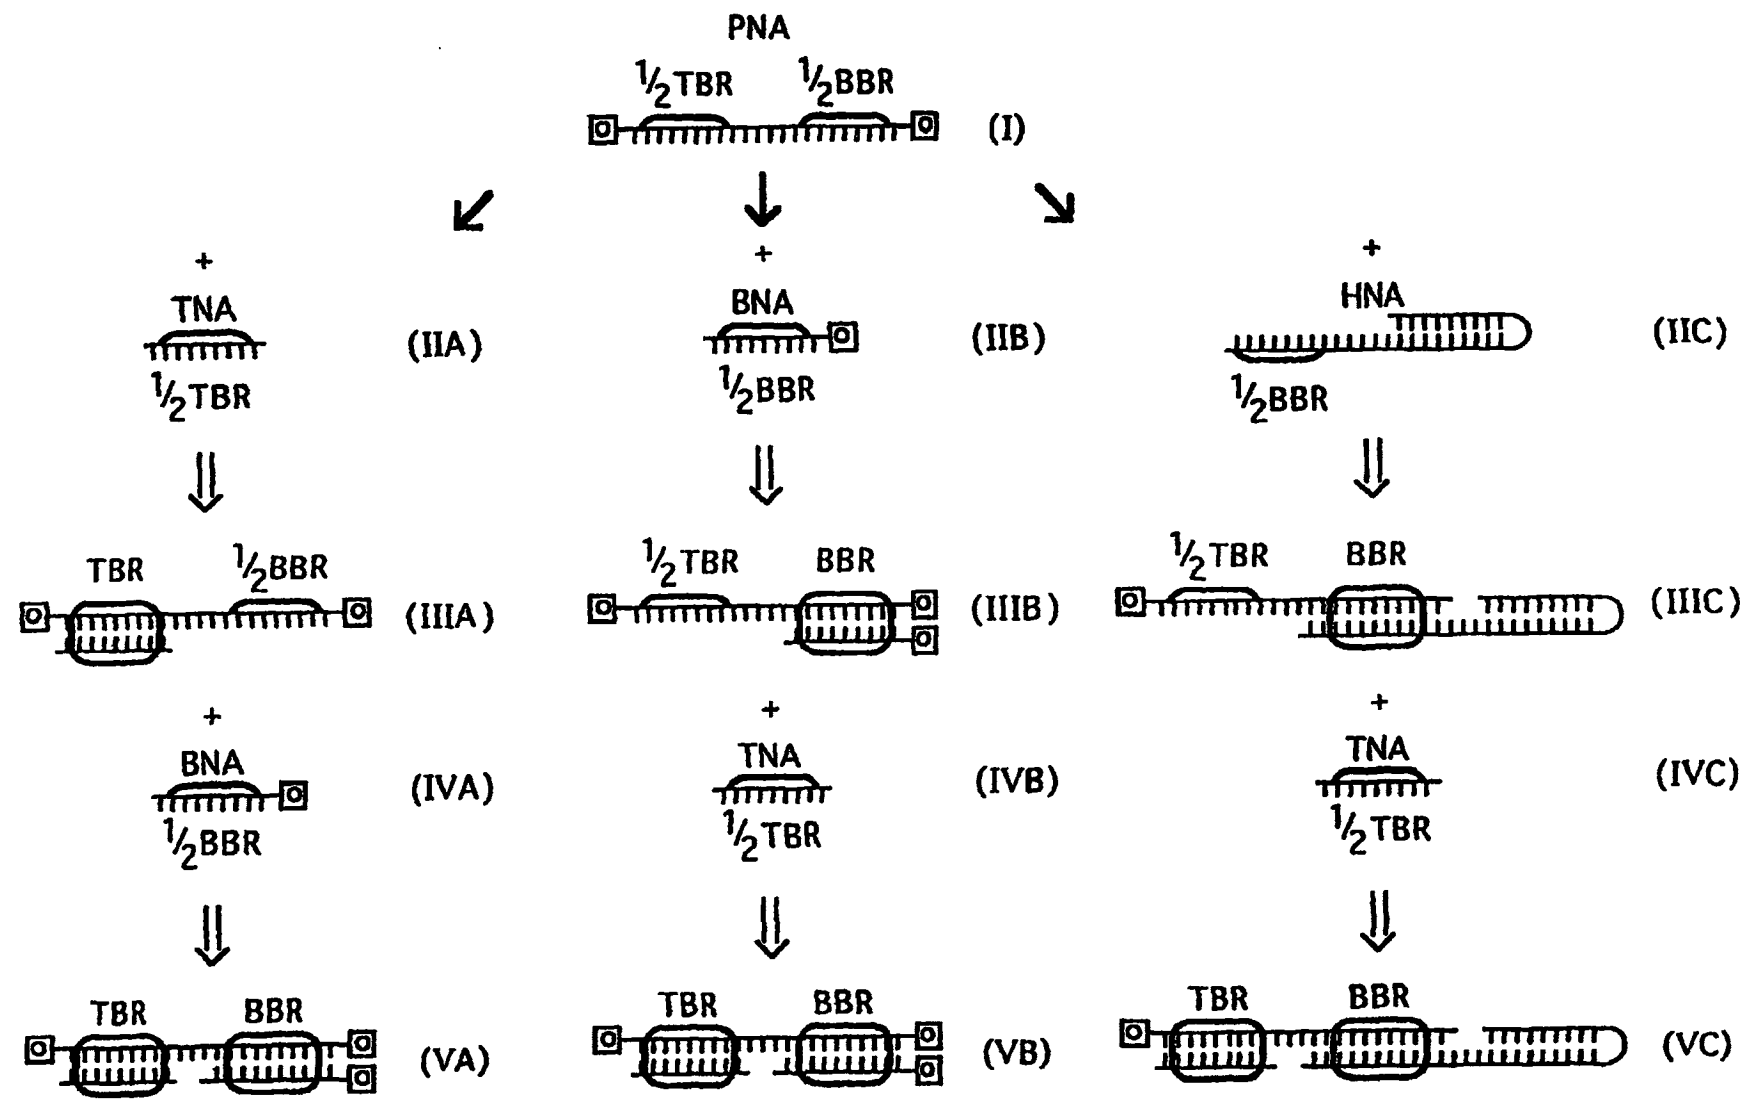 PNA
½TBR ½BBR
(I)
+ + +
TNA BNA HNA
(IIA) (IIB) (IIC)
½TBR ½BBR ½BBR
TBR ½BBR ½TBR BBR ½TBR BBR
(IIIA) (IIIB) (IIIC)
+ + +
BNA TNA TNA
(IVA) (IVB) (IVC)
½BBR ½TBR ½TBR
TBR BBR TBR BBR TBR BBR
(VA) (VB) (VC)